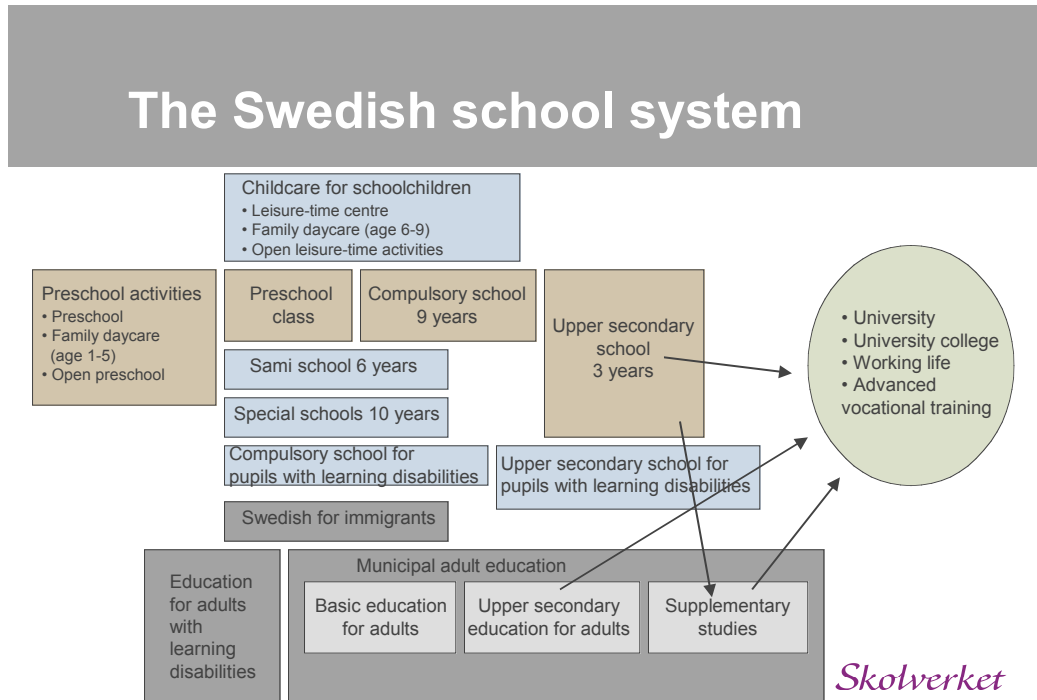 The Swedish school system
Childcare for schoolchildren
• Leisure-time centre
• Family daycare (age 6-9)
• Open leisure-time activities
Preschool activities
• Preschool
• Family daycare
(age 1-5)
• Open preschool
Preschool
class
Compulsory school
9 years
Upper secondary
school
3 years
• University
• University college
• Working life
• Advanced
vocational training
Sami school 6 years
Special schools 10 years
Compulsory school for
pupils with learning disabilities
Upper secondary school for
pupils with learning disabilities
Swedish for immigrants
Education
for adults
with
learning
disabilities
Municipal adult education
Basic education
for adults
Upper secondary
education for adults
Supplementary
studies
Skolverket